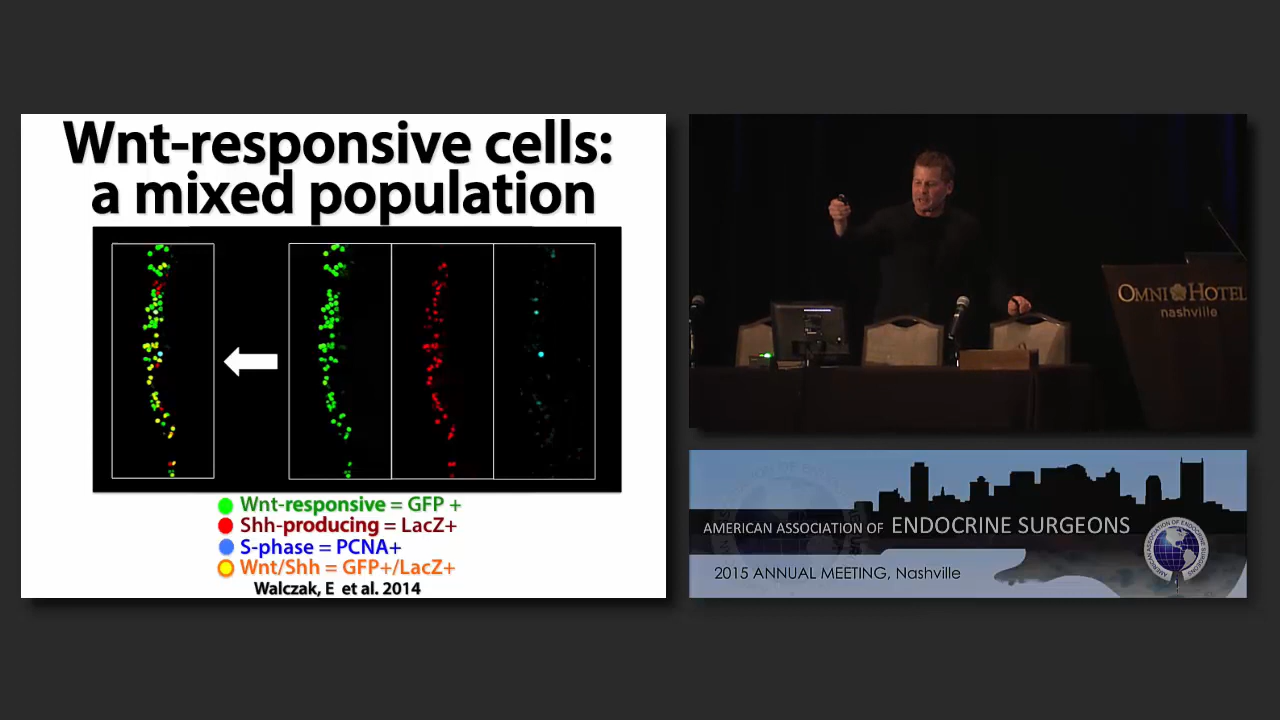 Wnt-responsive cells:
a mixed population
Wnt-responsive = GFP +
Shh-producing = LacZ+
S-phase = PCNA+
Wnt/Shh = GFP+/LacZ+
Walczak, E et al. 2014
OMNI HOTEL
nashville
AMERICAN ASSOCIATION OF ENDOCRINE SURGEONS
2015 ANNUAL MEETING, Nashville